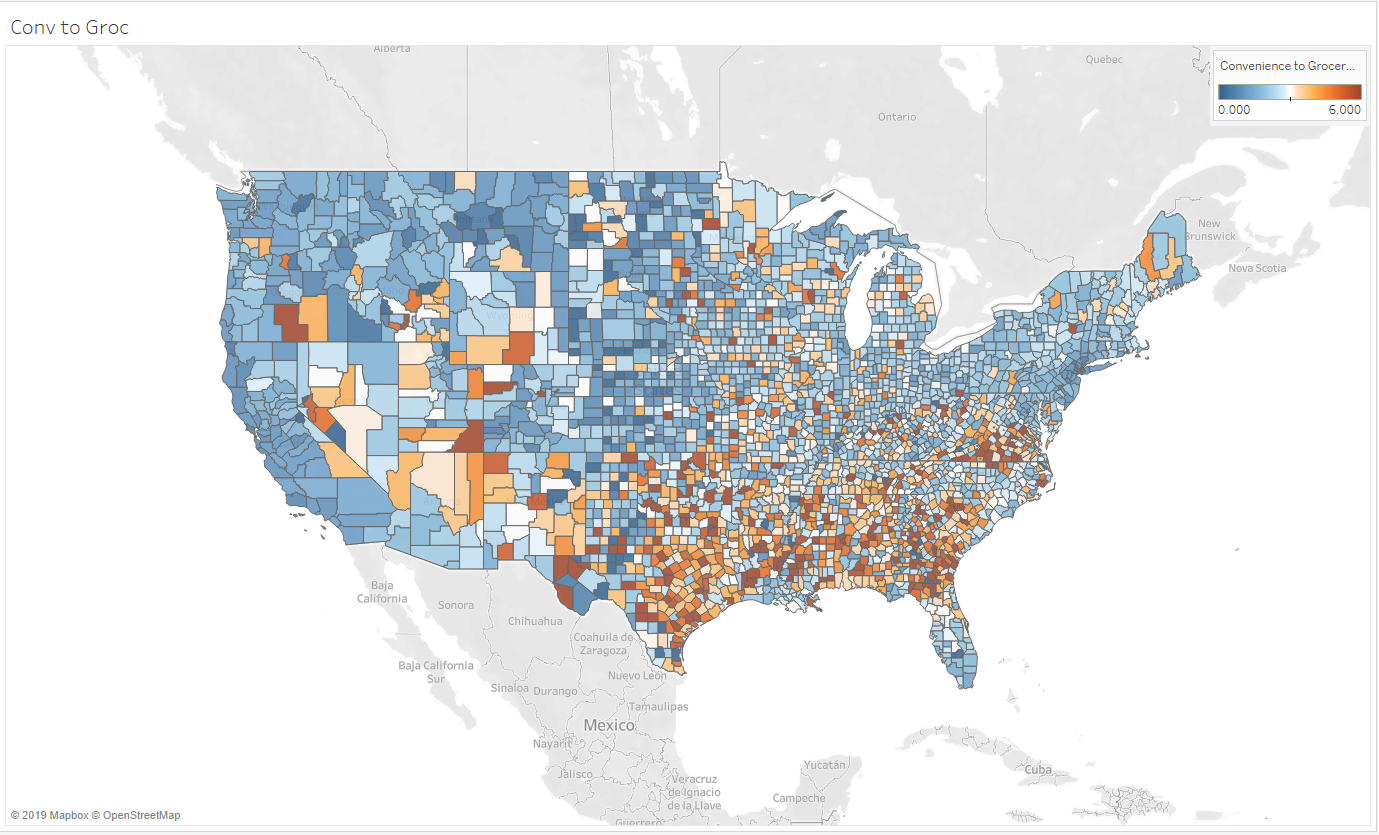 Conv to Groc
Alberta
Quebec
Ontario
Convenience to Grocer...
0.000
6.000
New
Brunswick
Nova Scotia
Wyoming
Baja
California
Sonora
Chihuahua
Coahuila de
Zaragoza
Baja California
Sur
Sinaloa
Durango
Nuevo León
Tamaulipas
Mexico
Nayarit
Jalisco
Veracruz
de Ignacio
de la Llave
Yucatán
Campeche
Cuba
Guerrero
© 2019 Mapbox © OpenStreetMap